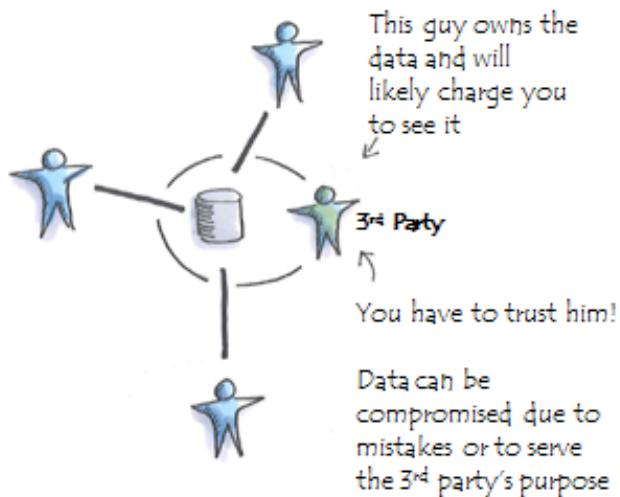 This guy owns the
data and will
likely charge you
to see it
3rd Party
You have to trust him!
Data can be
compromised due to
mistakes or to serve
the 3rd party's purpose